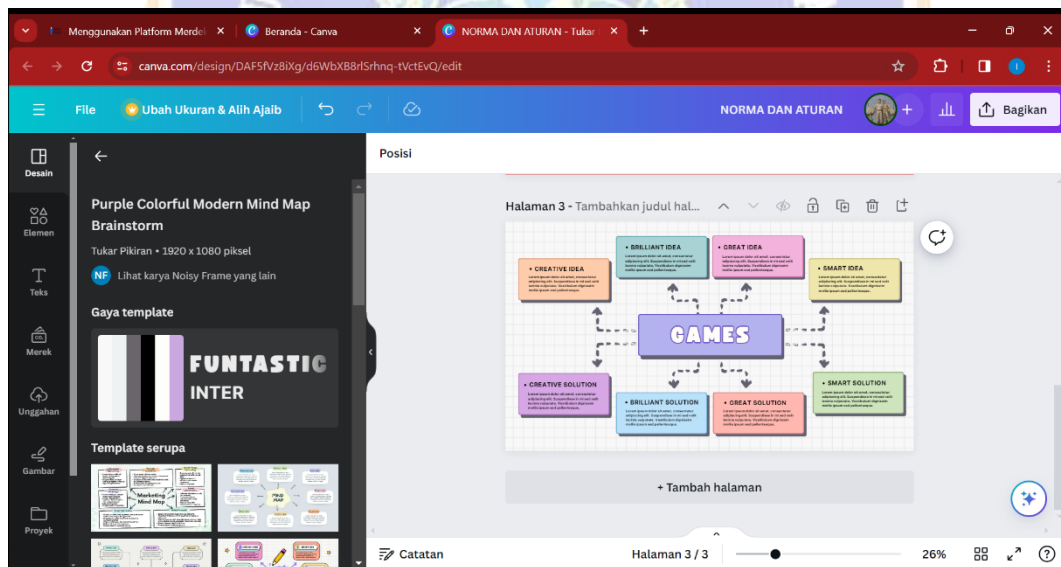 Menggunakan Platform Merdek
Beranda - Canva
NORMA DAN ATURAN - Tukar
canva.com/design/DAF5fVz8iXg/d6WbXB8rlSrhnq-tVctEvQ/edit
File
Ubah Ukuran & Alih Ajaib
NORMA DAN ATURAN
Bagikan
Desain
Elemen
Teks
Merek
Unggahan
Gambar
Proyek
Purple Colorful Modern Mind Map
Brainstorm
Tukar Pikiran • 1920 x 1080 piksel
NF Lihat karya Noisy Frame yang lain
Gaya template
FUNTASTIC
INTER
Template serupa
Marketing
Mind Map
MIND
MAP
Posisi
Halaman 3 - Tambahkan judul hal...
• BRILLIANT IDEA
• GREAT IDEA
• CREATIVE IDEA
• SMART IDEA
GAMES
• CREATIVE SOLUTION
• SMART SOLUTION
• BRILLIANT SOLUTION
• GREAT SOLUTION
+ Tambah halaman
Catatan
Halaman 3 / 3
26%